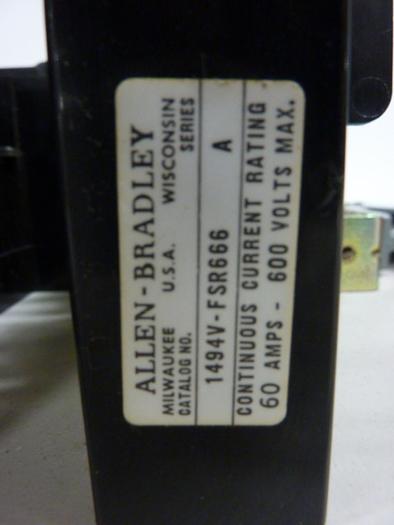 ALLEN-BRADLEY
MILWAUKEE U.S.A. WISCONSIN
CATALOG NO. SERIES
1494V-FSR666 A
CONTINUOUS CURRENT RATING
60 AMPS - 600 VOLTS MAX.